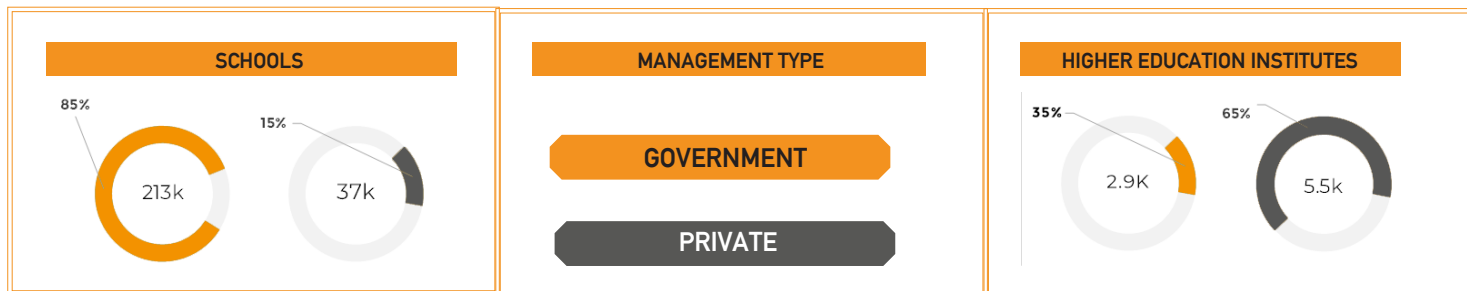 SCHOOLS
85%
213k
15%
37k
MANAGEMENT TYPE
GOVERNMENT
PRIVATE
HIGHER EDUCATION INSTITUTES
35%
2.9K
65%
5.5k